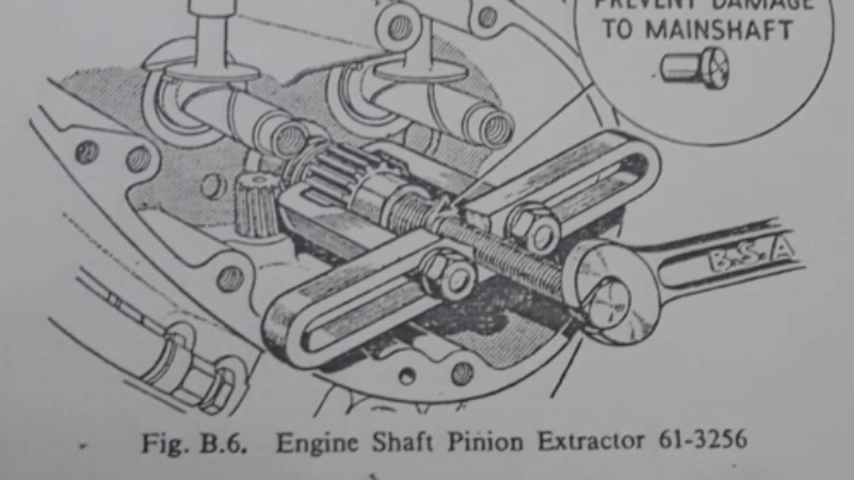 PREVENT DAMAGE
TO MAINSHAFT
B.S.A
Fig. B.6. Engine Shaft Pinion Extractor 61-3256